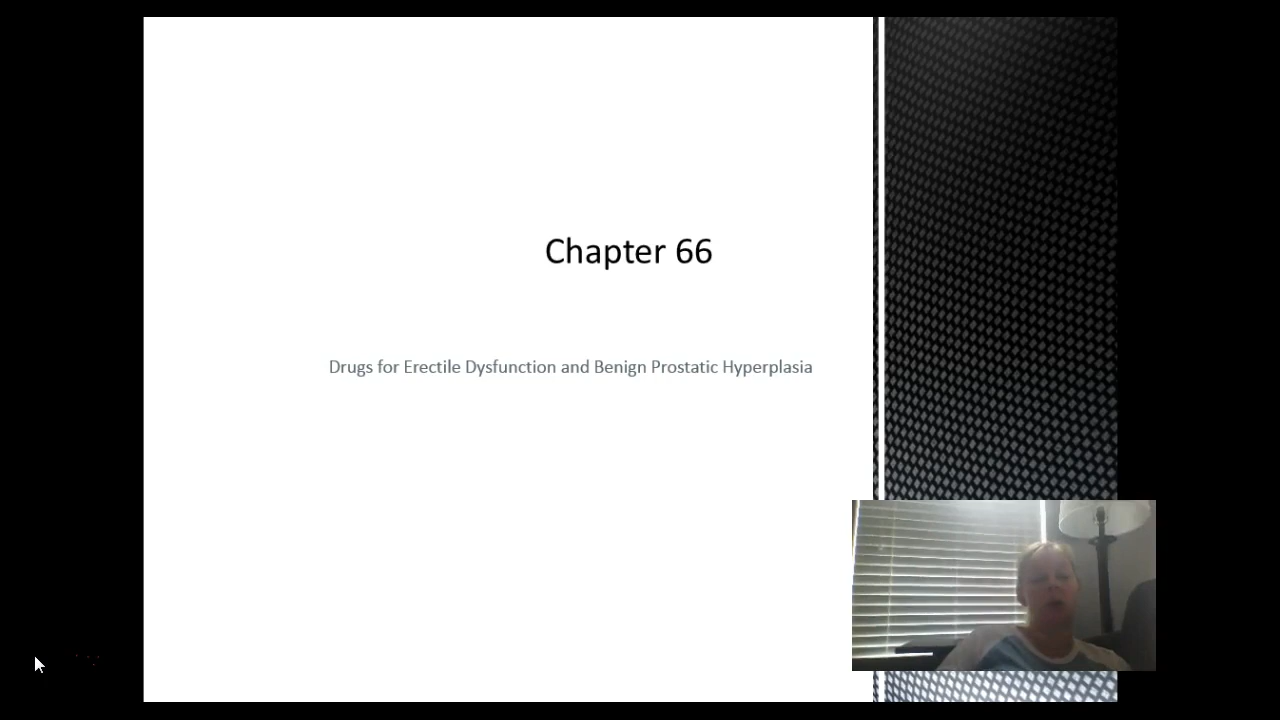 Chapter 66
Drugs for Erectile Dysfunction and Benign Prostatic Hyperplasia